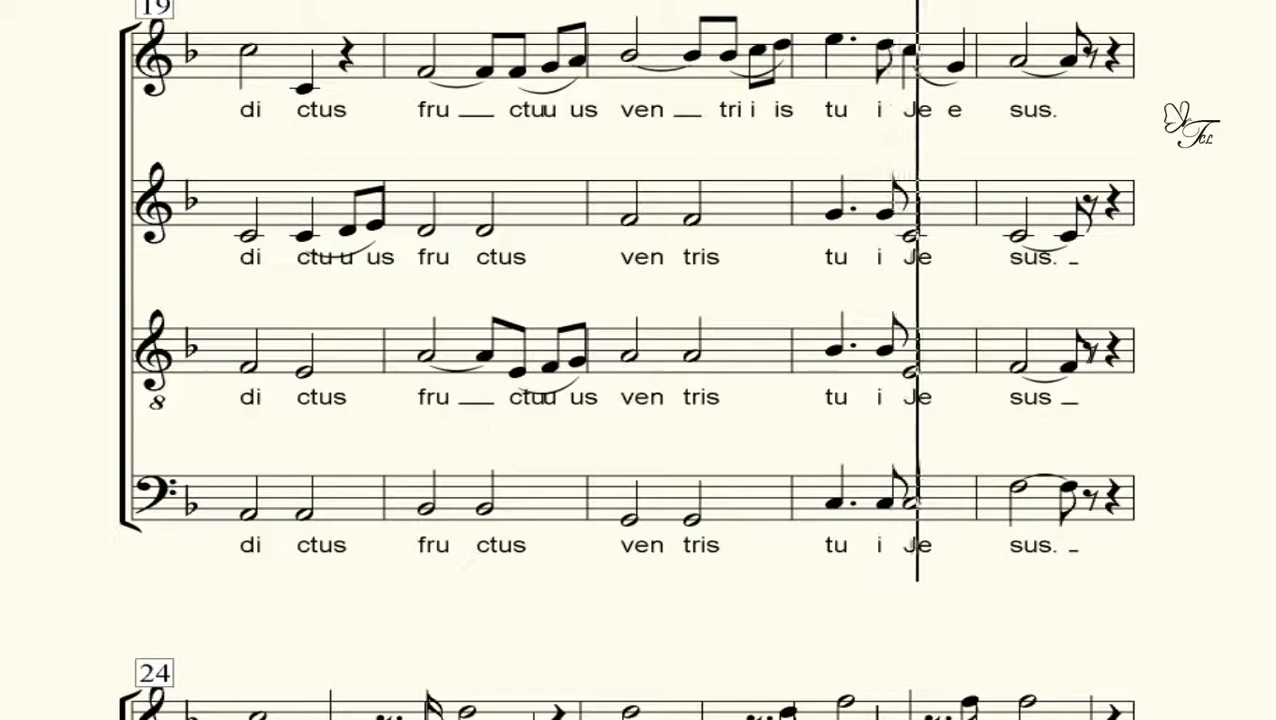 19
di ctus fru ctuu us ven tri i is tu i Je e sus.
di ctu u us fru ctus ven tris tu i Je sus.
8
di ctus fru ctuu us ven tris tu i Je sus
di ctus fru ctus ven tris tu i Je sus.
24